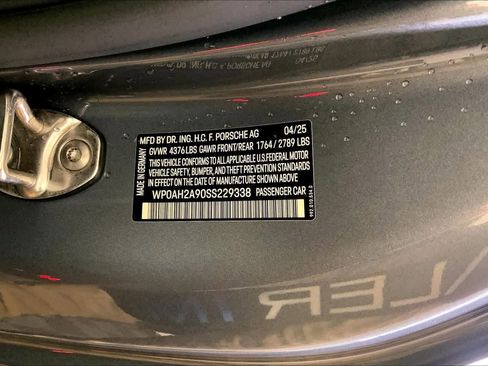 MFD BY DR. ING. H.C. F. PORSCHE AG 04/25
GVWR 4376LBS GAWR FRONT/REAR 1764/2789 LBS
THIS VEHICLE CONFORMS TO ALL APPLICABLE U.S. FEDERAL MOTOR
VEHICLE SAFETY, BUMPER, AND THEFT PREVENTION STANDARDS
IN EFFECT ON THE DATE OF MANUFACTURE SHOWN ABOVE.
WP0AH2A90SS229338 PASSENGER CAR
MADE IN GERMANY